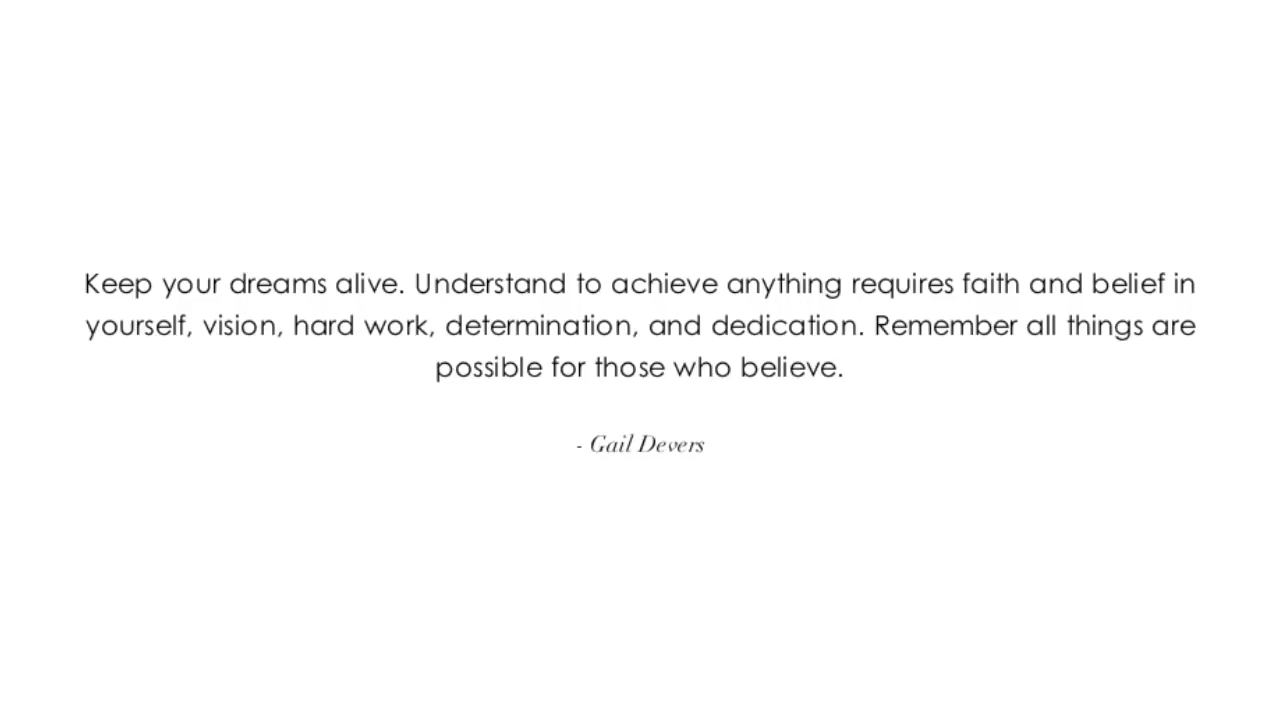 Keep your dreams alive. Understand to achieve anything requires faith and belief in
yourself, vision, hard work, determination, and dedication. Remember all things are
possible for those who believe.
- Gail Devers